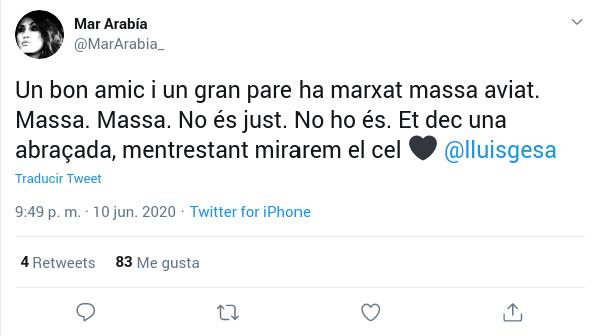 Mar Arabía
@MarArabia_
Un bon amic i un gran pare ha marxat massa aviat.
Massa. Massa. No és just. No ho és. Et dec una
abraçada, mentrestant mirarem el cel 🖤 @lluisgesa
Traducir Tweet
9:49 p. m. · 10 jun. 2020 · Twitter for iPhone
4 Retweets 83 Me gusta